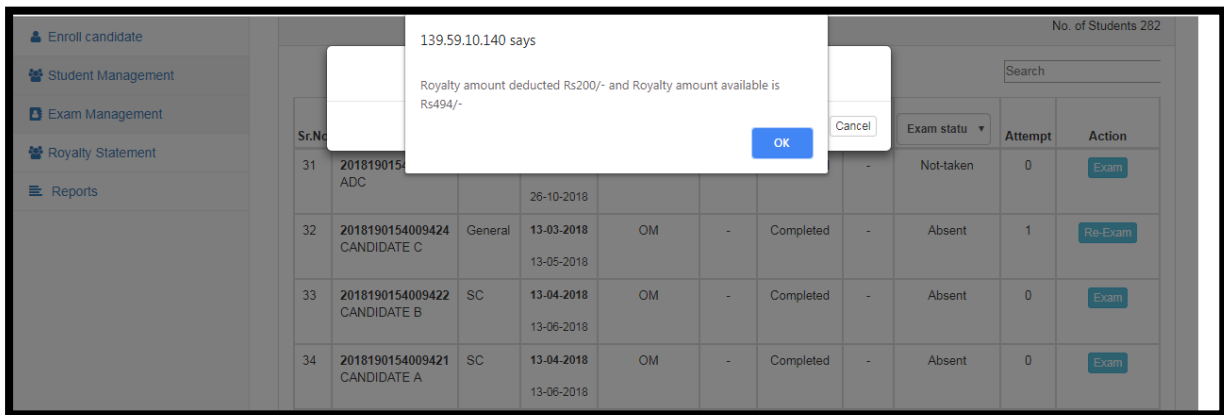 Enroll candidate
Student Management
Exam Management
Royalty Statement
Reports
No. of Students 282
139.59.10.140 says
Royalty amount deducted Rs200/- and Royalty amount available is
Rs494/-
OK
Cancel
Search
Sr.No Exam statu Attempt Action
31 2018190154 Not-taken 0 Exam
ADC
26-10-2018
32 2018190154009424 General 13-03-2018 OM - Completed - Absent 1 Re-Exam
CANDIDATE C
13-05-2018
33 2018190154009422 SC 13-04-2018 OM - Completed - Absent 0 Exam
CANDIDATE B
13-06-2018
34 2018190154009421 SC 13-04-2018 OM - Completed - Absent 0 Exam
CANDIDATE A
13-06-2018